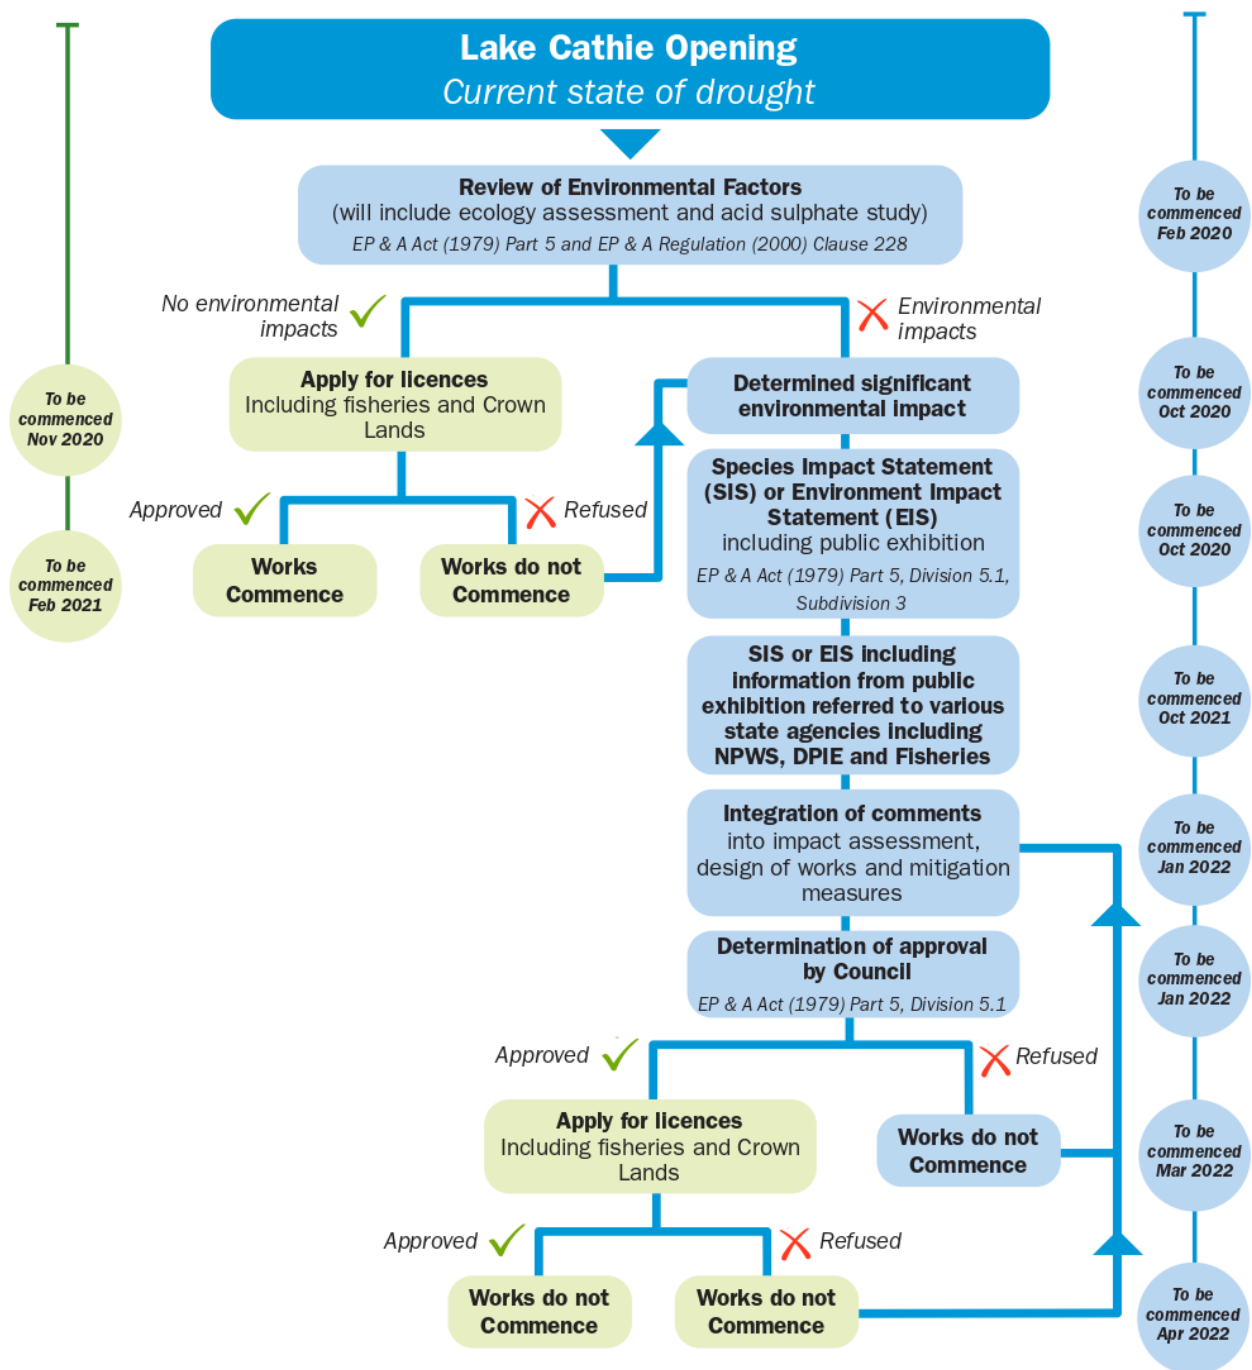 Lake Cathie Opening
Current state of drought
Review of Environmental Factors
(will include ecology assessment and acid sulphate study)
EP & A Act (1979) Part 5 and EP & A Regulation (2000) Clause 228
To be
commenced
Feb 2020
No environmental
impacts
Environmental
impacts
To be
commenced
Nov 2020
Apply for licences
Including fisheries and Crown
Lands
Determined significant
environmental impact
To be
commenced
Oct 2020
Approved
Refused
Species Impact Statement
(SIS) or Environment Impact
Statement (EIS)
including public exhibition
EP & A Act (1979) Part 5, Division 5.1,
Subdivision 3
To be
commenced
Oct 2020
To be
commenced
Feb 2021
Works
Commence
Works do not
Commence
SIS or EIS including
information from public
exhibition referred to various
state agencies including
NPWS, DPIE and Fisheries
To be
commenced
Oct 2021
Integration of comments
into impact assessment,
design of works and mitigation
measures
To be
commenced
Jan 2022
Determination of approval
by Council
EP & A Act (1979) Part 5, Division 5.1
To be
commenced
Jan 2022
Approved
Refused
Apply for licences
Including fisheries and Crown
Lands
Works do not
Commence
To be
commenced
Mar 2022
Approved
Refused
Works do not
Commence
Works do not
Commence
To be
commenced
Apr 2022